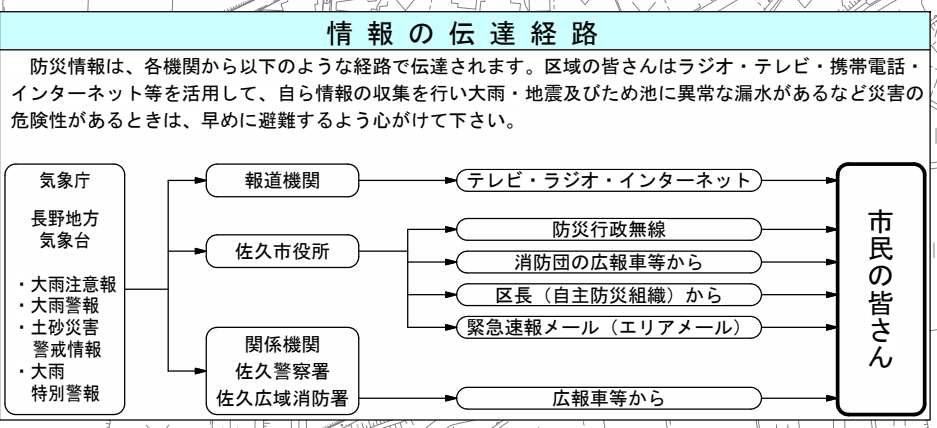 情報の伝達経路
防災情報は、各機関から以下のような経路で伝達されます。区域の皆さんはラジオ・テレビ・携帯電話・
インターネット等を活用して、自ら情報の収集を行い大雨・地震及びため池に異常な漏水があるなど災害の
危険性があるときは、早めに避難するよう心がけて下さい。
気象庁
長野地方
気象台
・大雨注意報
・大雨警報
・土砂災害
警戒情報
・大雨
特別警報
報道機関
佐久市役所
関係機関
佐久警察署
佐久広域消防署
テレビ・ラジオ・インターネット
防災行政無線
消防団の広報車等から
区長（自主防災組織）から
緊急速報メール（エリアメール）
広報車等から
市民の皆さん